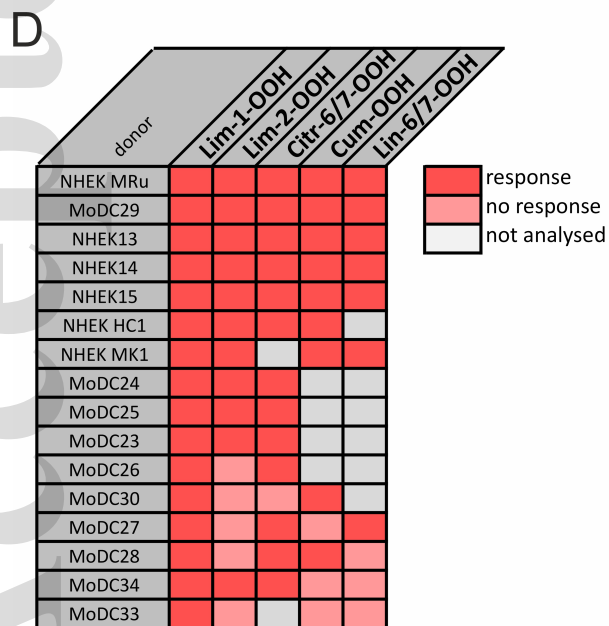 D
donor
Lim-1-OOH
Lim-2-OOH
Citr-6/7-OOH
Cum-OOH
Lin-6/7-OOH
NHEK MRu
MoDC29
NHEK13
NHEK14
NHEK15
NHEK HC1
NHEK MK1
MoDC24
MoDC25
MoDC23
MoDC26
MoDC30
MoDC27
MoDC28
MoDC34
MoDC33
response
no response
not analysed